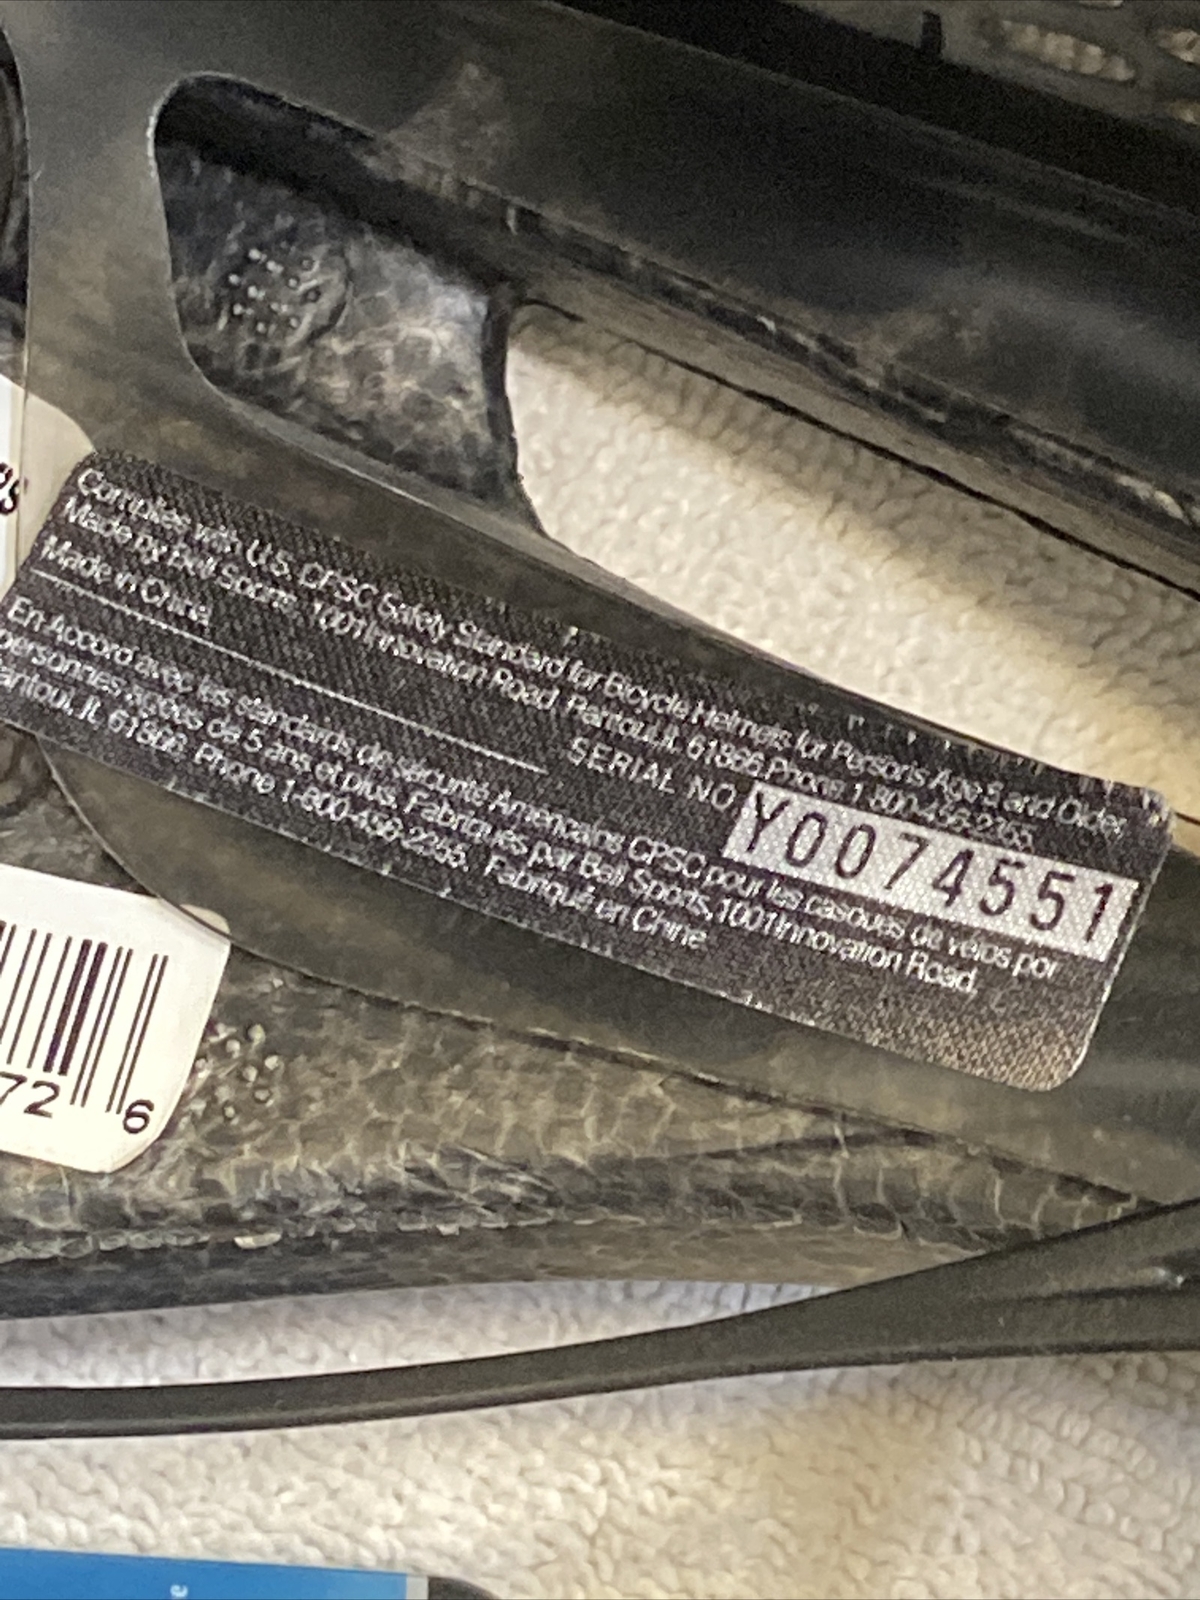 Complies with U.S. CPSC Safety Standard for Bicycle Helmets for Persons Age 5 and Older
Made by Bell Sports, 1001 Innovation Road, Rantoul, IL 61866 Phone 1 800-456-2355.
Made in China.
SERIAL NO
Y0074551
En Accord avec les standards de sécurité Américains CPSC pour les casques de vélos por
personnes agées de 5 ans et plus. Fabriqués par Bell Sports, 1001 Innovation Road,
Rantoul, IL 61866 Phone 1-800-456-2355. Fabriqué en Chine
72 6
e